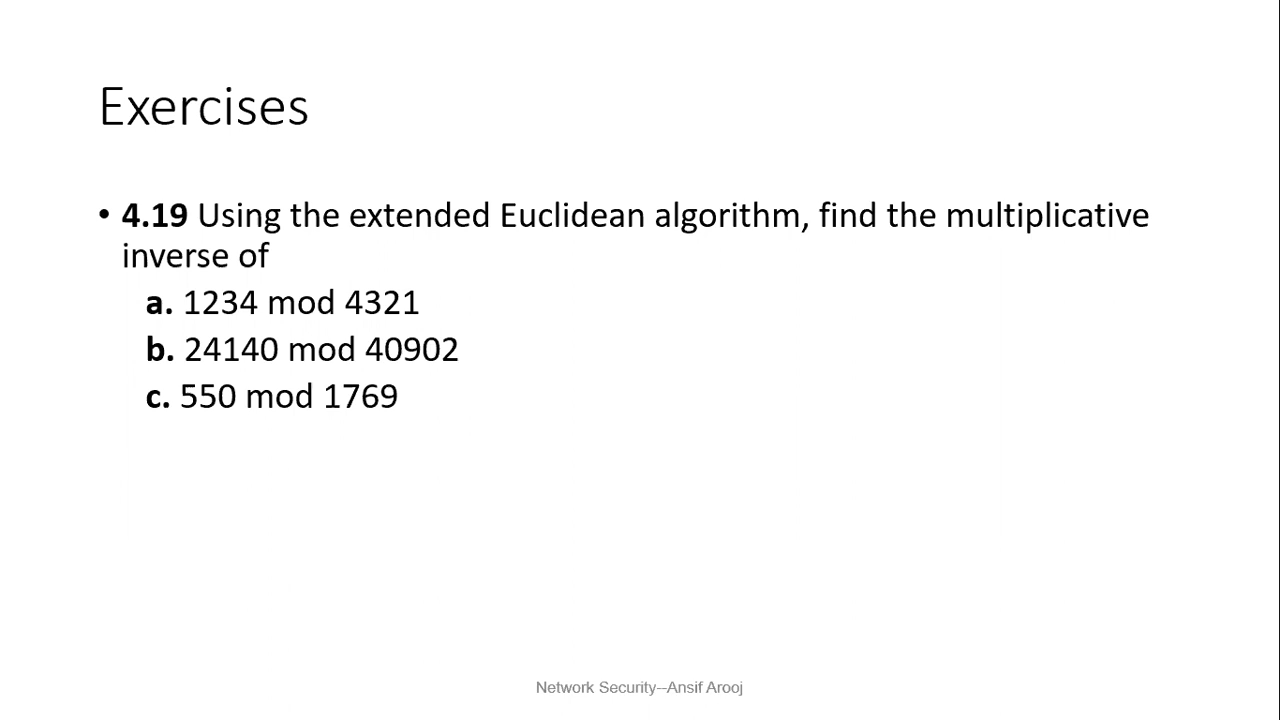 Exercises
• 4.19 Using the extended Euclidean algorithm, find the multiplicative
inverse of
a. 1234 mod 4321
b. 24140 mod 40902
c. 550 mod 1769
Network Security--Ansif Arooj